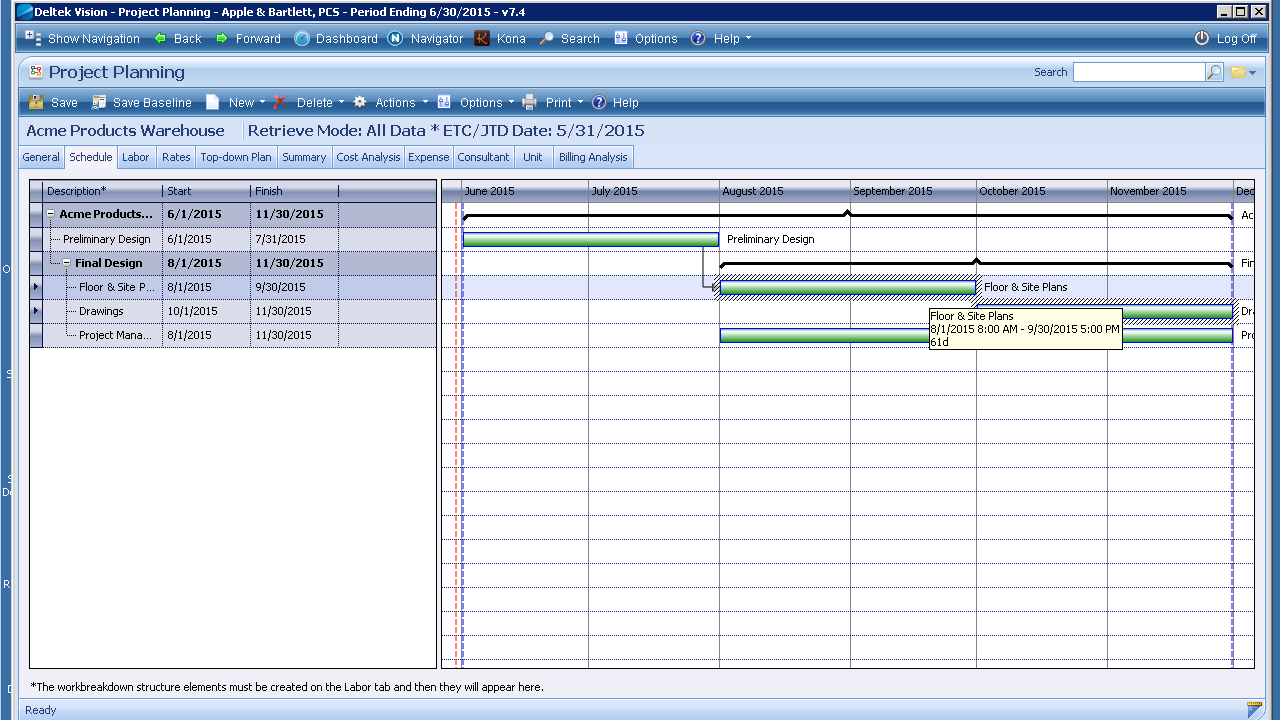 Deltek Vision - Project Planning - Apple & Bartlett, PCS - Period Ending 6/30/2015 - v7.4
Show Navigation Back Forward Dashboard Navigator Kona Search Options Help Log Off
Project Planning Search
Save Save Baseline New Delete Actions Options Print Help
Acme Products Warehouse Retrieve Mode: All Data * ETC/JTD Date: 5/31/2015
General Schedule Labor Rates Top-down Plan Summary Cost Analysis Expense Consultant Unit Billing Analysis
Description* Start Finish June 2015 July 2015 August 2015 September 2015 October 2015 November 2015 Dec
Acme Products... 6/1/2015 11/30/2015 Ac
Preliminary Design 6/1/2015 7/31/2015 Preliminary Design
Final Design 8/1/2015 11/30/2015 Fin
Floor & Site P... 8/1/2015 9/30/2015 Floor & Site Plans
Drawings 10/1/2015 11/30/2015 Dra
Project Mana... 8/1/2015 11/30/2015 Pro
Floor & Site Plans
8/1/2015 8:00 AM - 9/30/2015 5:00 PM
61d
*The workbreakdown structure elements must be created on the Labor tab and then they will appear here.
Ready